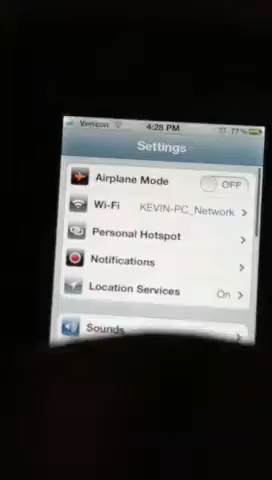 Verizon 4:28 PM 77%
Settings
Airplane Mode OFF
Wi-Fi KEVIN-PC_Network
Personal Hotspot
Notifications
Location Services On
Sounds